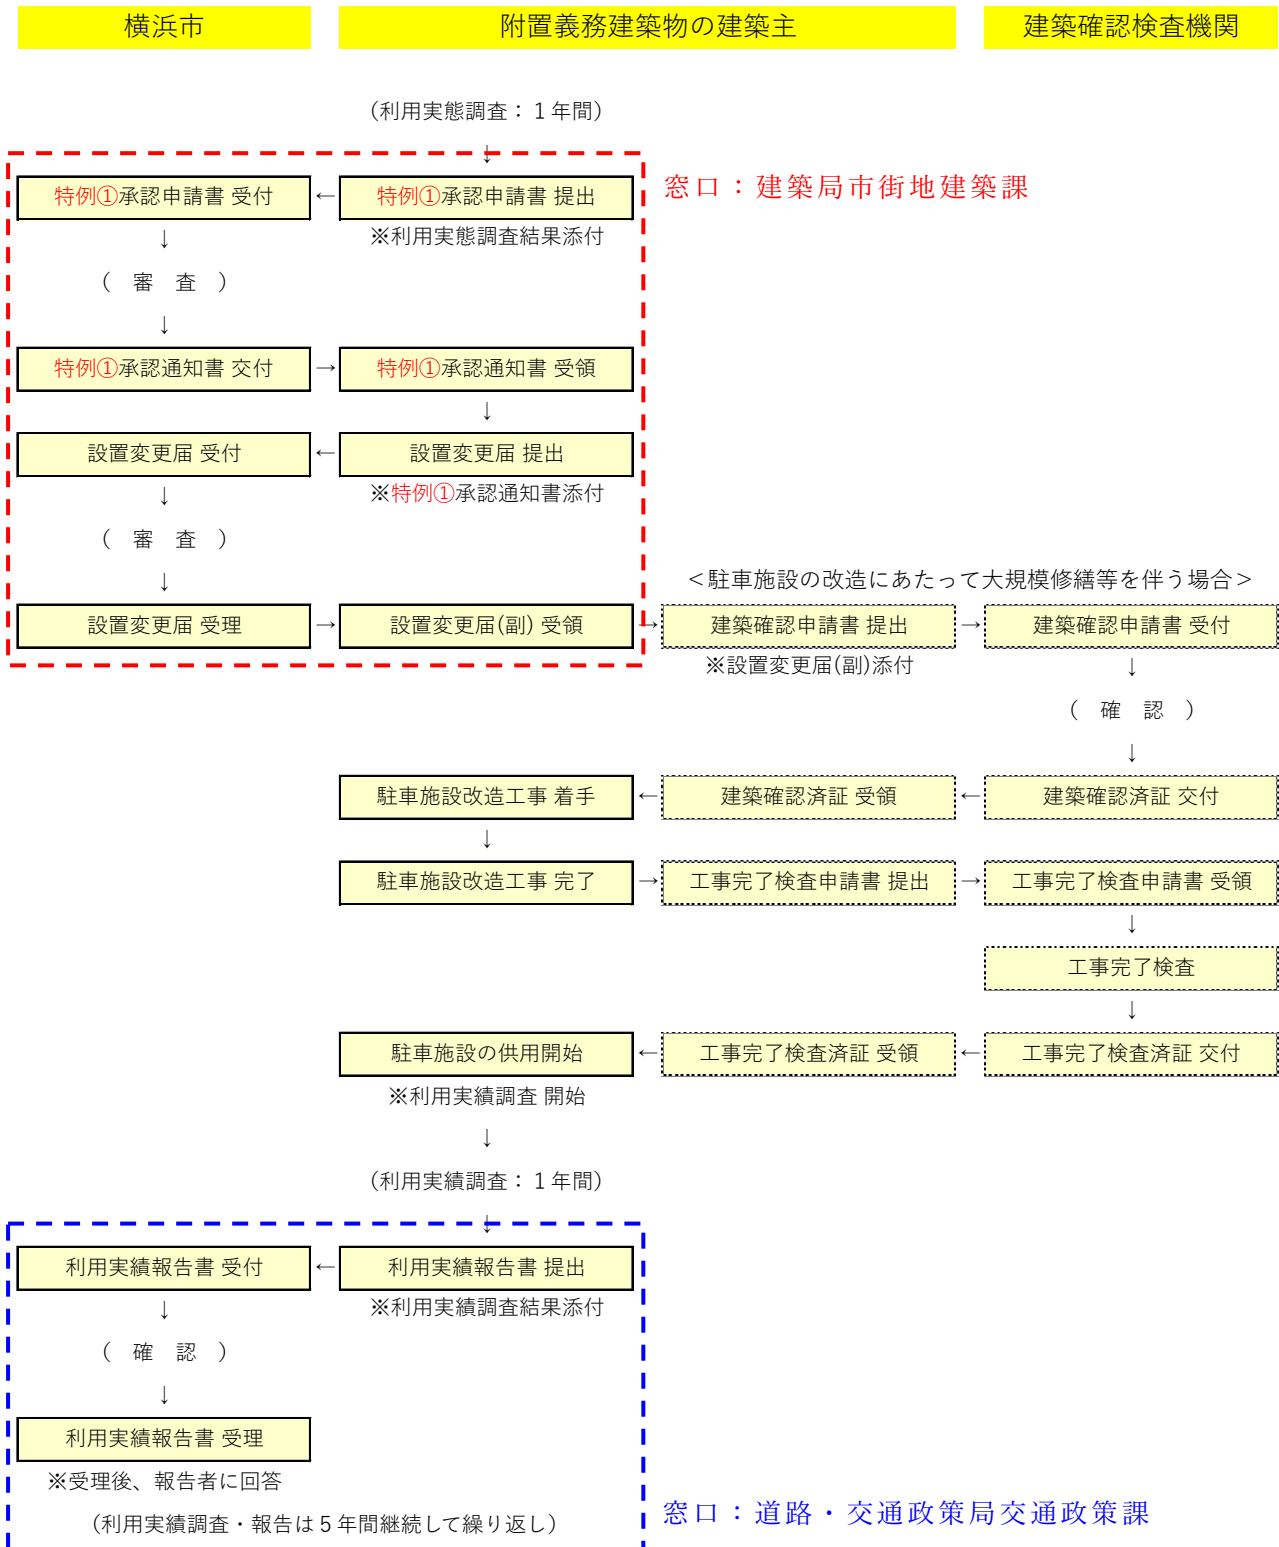 横浜市 附置義務建築物の建築主 建築確認検査機関
（利用実態調査：１年間）
↓
特例①承認申請書 受付 ← 特例①承認申請書 提出 窓口：建築局市街地建築課
↓ ※利用実態調査結果添付
（　審　査　）
↓
特例①承認通知書 交付 → 特例①承認通知書 受領
↓
設置変更届 受付 ← 設置変更届 提出
↓ ※特例①承認通知書添付
（　審　査　）
↓ ＜駐車施設の改造にあたって大規模修繕等を伴う場合＞
設置変更届 受理 → 設置変更届(副) 受領 → 建築確認申請書 提出 → 建築確認申請書 受付
※設置変更届(副)添付 ↓
（　確　認　）
↓
駐車施設改造工事 着手 ← 建築確認済証 受領 ← 建築確認済証 交付
↓
駐車施設改造工事 完了 → 工事完了検査申請書 提出 → 工事完了検査申請書 受領
↓
工事完了検査
↓
駐車施設の供用開始 ← 工事完了検査済証 受領 ← 工事完了検査済証 交付
※利用実績調査 開始
↓
（利用実績調査：１年間）
↓
利用実績報告書 受付 ← 利用実績報告書 提出
↓ ※利用実績調査結果添付
（　確　認　）
↓
利用実績報告書 受理
※受理後、報告者に回答
（利用実績調査・報告は５年間継続して繰り返し） 窓口：道路・交通政策局交通政策課